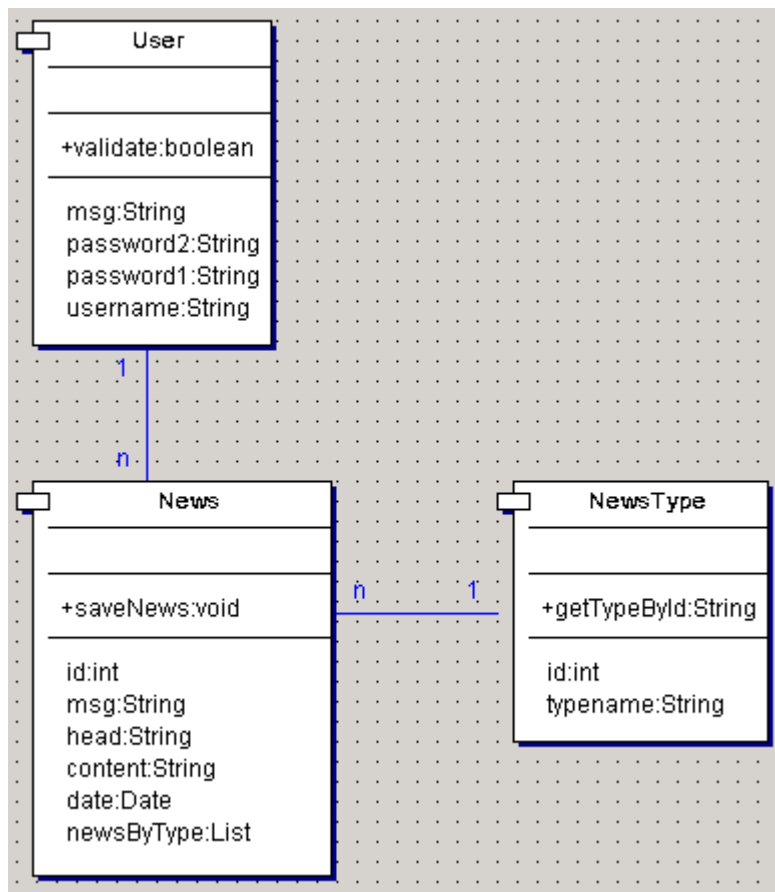 User
+validate:boolean
msg:String
password2:String
password1:String
username:String
1
n
News
+saveNews:void
id:int
msg:String
head:String
content:String
date:Date
newsByType:List
n
1
NewsType
+getTypeById:String
id:int
typename:String